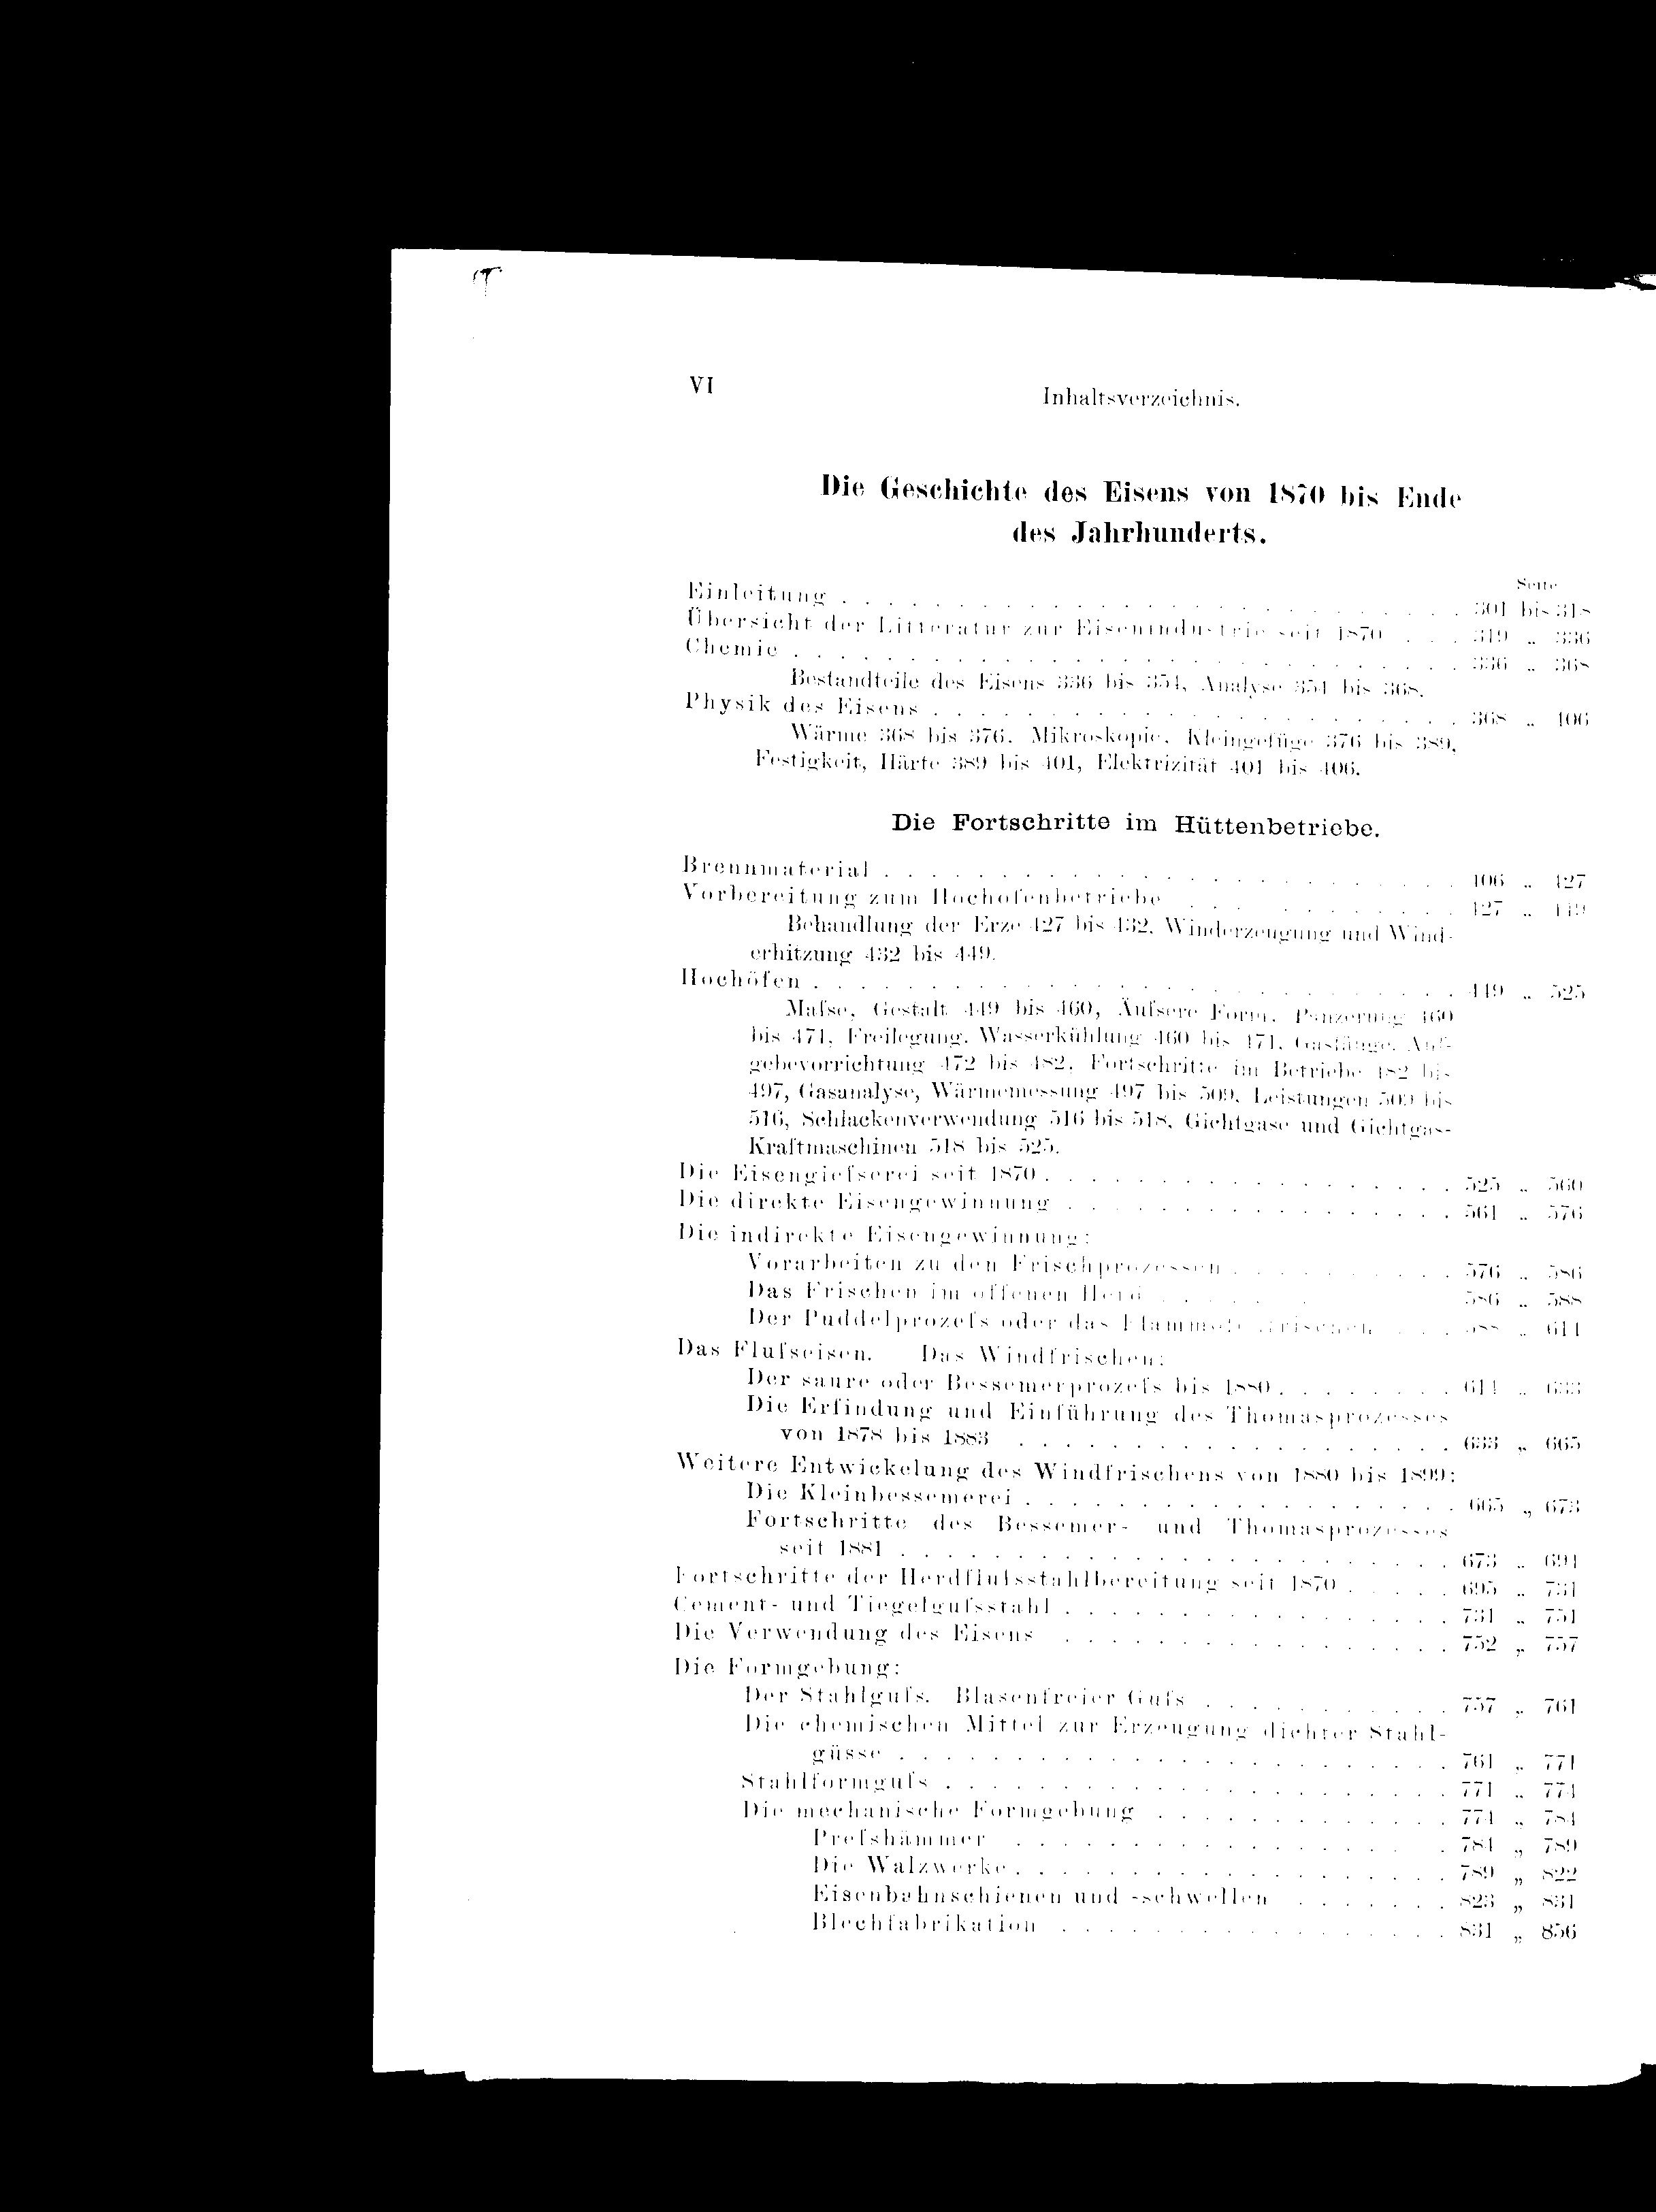 VI
Inhaltsverzeichnis.
Die Geschichte des Eisens von 1870 bis Ende
des Jahrhunderts.
Seite
Einleitung . . . . . . . . . . 301 bis 318
Übersicht der Litteratur zur Eisenindustrie seit 1870 . . . 319 „ 336
Chemie . . . . . . . . . . 336 „ 368
Bestandteile des Eisens 336 bis 354, Analyse 354 bis 368.
Physik des Eisens . . . . . . . . . . 368 „ 406
Wärme 368 bis 376, Mikroskopie, Kleingefüge 376 bis 389,
Festigkeit, Härte 389 bis 401, Elektrizität 401 bis 406.
Die Fortschritte im Hüttenbetriebe.
Brennmaterial . . . . . . . . . . 406 „ 427
Vorbereitung zum Hochofenbetriebe . . . . . . . . . . 427 „ 449
Behandlung der Erze 427 bis 432, Winderzeugung und Wind-
erhitzung 432 bis 449.
Hochöfen . . . . . . . . . . 449 „ 525
Maſse, Gestalt 449 bis 460, Äuſsere Form, Panzerung 460
bis 471, Freilegung, Wasserkühlung 460 bis 471, Gasfänge, Auf-
gebevorrichtung 472 bis 482, Fortschritte im Betriebe 482 bis
497, Gasanalyse, Wärmemessung 497 bis 509, Leistungen 509 bis
516, Schlackenverwendung 516 bis 518, Gichtgase und Gichtgas-
Kraftmaschinen 518 bis 525.
Die Eisengieſserei seit 1870 . . . . . . . . . . 525 „ 560
Die direkte Eisengewinnung . . . . . . . . . . 561 „ 576
Die indirekte Eisengewinnung:
Vorarbeiten zu den Frischprozessen . . . . . . . . . . 576 „ 586
Das Frischen im offenen Herd . . . . . . 586 „ 588
Der Puddelprozeſs oder das Flammofenfrischen . . . . 588 „ 614
Das Fluſseisen. Das Windfrischen:
Der saure oder Bessemerprozeſs bis 1880 . . . . . . . . 614 „ 633
Die Erfindung und Einführung des Thomasprozesses
von 1878 bis 1883 . . . . . . . . . . 633 „ 665
Weitere Entwickelung des Windfrischens von 1880 bis 1899:
Die Kleinbessemerei . . . . . . . . . . 665 „ 673
Fortschritte des Bessemer- und Thomasprozesses
seit 1881 . . . . . . . . . . 673 „ 694
Fortschritte der Herdfluſsstahlbereitung seit 1870 . . . . . 695 „ 731
Cement- und Tiegelguſsstahl . . . . . . . . . . 731 „ 751
Die Verwendung des Eisens . . . . . . . . . . 752 „ 757
Die Formgebung:
Der Stahlguſs. Blasenfreier Guſs . . . . . . . . . . 757 „ 761
Die chemischen Mittel zur Erzeugung dichter Stahl-
güsse . . . . . . . . . . 761 „ 771
Stahlformguſs . . . . . . . . . . 771 „ 774
Die mechanische Formgebung . . . . . . . . . . 774 „ 784
Preſshämmer . . . . . . . . . . 784 „ 789
Die Walzwerke . . . . . . . . . . 789 „ 822
Eisenbahnschienen und -schwellen . . . . . . . 823 „ 831
Blechfabrikation . . . . . . . . . . 831 „ 856